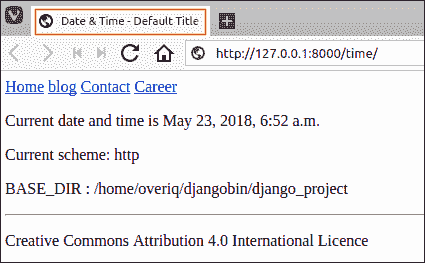 Date & Time - Default Title
http://127.0.0.1:8000/time/
Home blog Contact Career
Current date and time is May 23, 2018, 6:52 a.m.
Current scheme: http
BASE_DIR : /home/overiq/djangobin/django_project
Creative Commons Attribution 4.0 International Licence